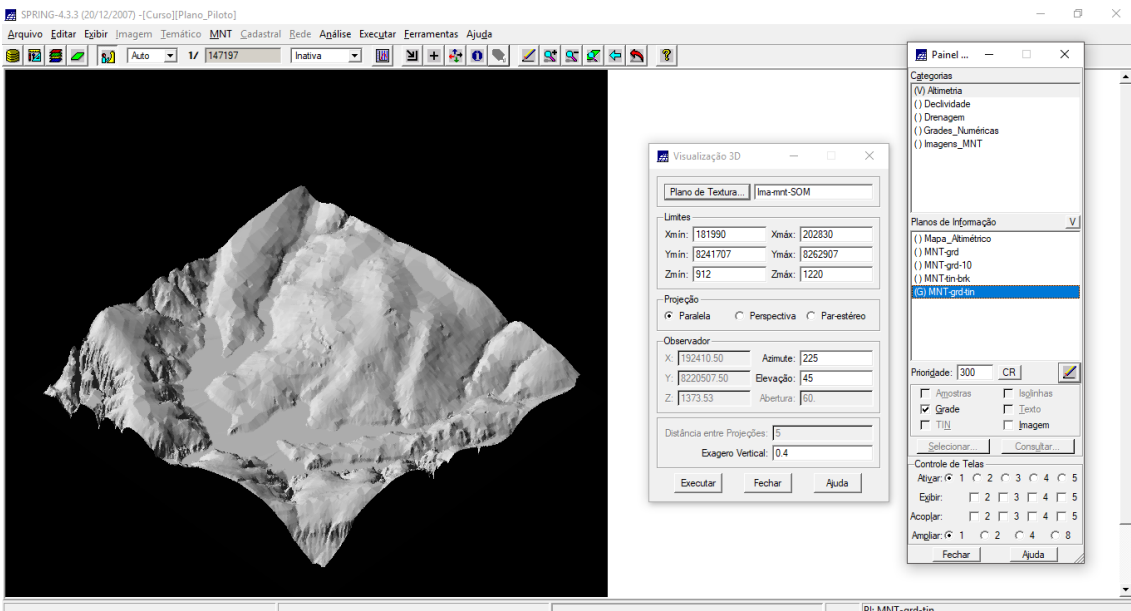 SPRING-4.3.3 (20/12/2007) -[Curso][Plano_Piloto]
Arquivo Editar Exibir Imagem Temático MNT Cadastral Rede Análise Executar Ferramentas Ajuda
Auto 1/ 147197 Inativa
Visualização 3D
Plano de Textura... Ima-mnt-SOM
Limites
Xmín: 181990 Xmáx: 202830
Ymín: 8241707 Ymáx: 8262907
Zmín: 912 Zmáx: 1220
Projeção
Paralela Perspectiva Par-estéreo
Observador
X: 192410.50 Azimute: 225
Y: 8220507.50 Elevação: 45
Z: 1373.53 Abertura: 60.
Distância entre Projeções: 5
Exagero Vertical: 0.4
Executar Fechar Ajuda
Painel ...
Categorias
(V) Altimetria
() Declividade
() Drenagem
() Grades_Numéricas
() Imagens_MNT
Planos de Informação V
() Mapa_Altimétrico
() MNT-grd
() MNT-grd-10
() MNT-tin-brk
(G) MNT-grd-tin
Prioridade: 300 CR
Amostras Isolinhas
Grade Texto
TIN Imagem
Selecionar... Consultar...
Controle de Telas
Ativar: 1 2 3 4 5
Exibir: 2 3 4 5
Acoplar: 2 3 4 5
Ampliar: 1 2 4 8
Fechar Ajuda
PI: MNT-grd-tin